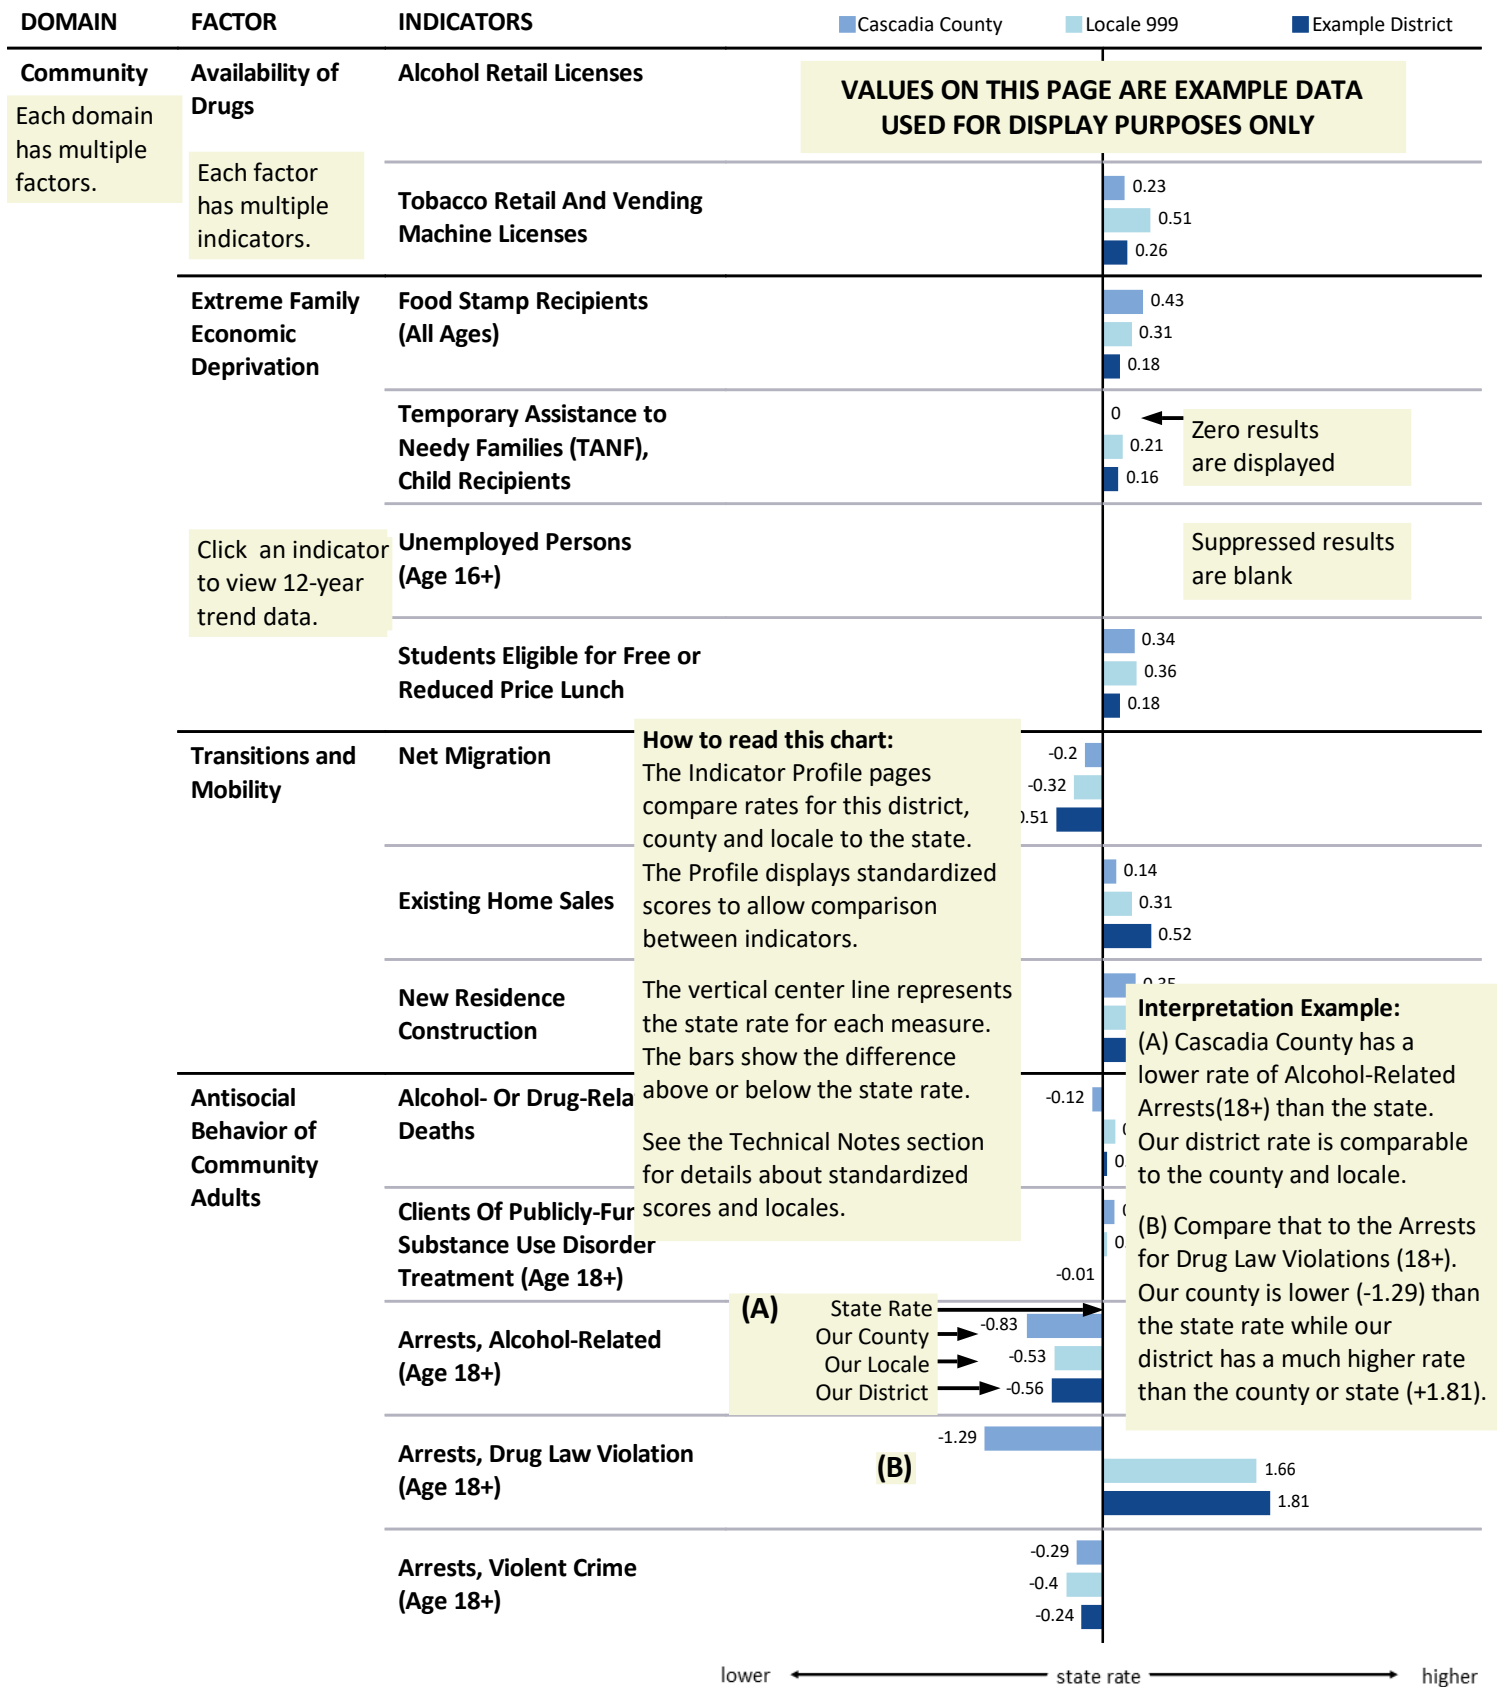 DOMAIN FACTOR INDICATORS Cascadia County Locale 999 Example District
Community Availability of Drugs Alcohol Retail Licenses
Each domain
has multiple
factors.
Each factor
has multiple
indicators.
VALUES ON THIS PAGE ARE EXAMPLE DATA
USED FOR DISPLAY PURPOSES ONLY
Tobacco Retail And Vending
Machine Licenses
0.23
0.51
0.26
Extreme Family
Economic
Deprivation
Food Stamp Recipients
(All Ages)
0.43
0.31
0.18
Temporary Assistance to
Needy Families (TANF),
Child Recipients
0
0.21
0.16
Zero results
are displayed
Click an indicator
to view 12-year
trend data.
Unemployed Persons
(Age 16+)
Suppressed results
are blank
Students Eligible for Free or
Reduced Price Lunch
0.34
0.36
0.18
Transitions and
Mobility
Net Migration
-0.2
-0.32
0.51
How to read this chart:
The Indicator Profile pages
compare rates for this district,
county and locale to the state.
The Profile displays standardized
scores to allow comparison
between indicators.
The vertical center line represents
the state rate for each measure.
The bars show the difference
above or below the state rate.
See the Technical Notes section
for details about standardized
scores and locales.
Existing Home Sales
0.14
0.31
0.52
New Residence
Construction
0.35
Interpretation Example:
(A) Cascadia County has a
lower rate of Alcohol-Related
Arrests(18+) than the state.
Our district rate is comparable
to the county and locale.
(B) Compare that to the Arrests
for Drug Law Violations (18+).
Our county is lower (-1.29) than
the state rate while our
district has a much higher rate
than the county or state (+1.81).
Antisocial
Behavior of
Community
Adults
Alcohol- Or Drug-Rela
Deaths
-0.12
Clients Of Publicly-Fun
Substance Use Disorder
Treatment (Age 18+)
-0.01
Arrests, Alcohol-Related
(Age 18+)
(A)
State Rate
Our County
Our Locale
Our District
-0.83
-0.53
-0.56
Arrests, Drug Law Violation
(Age 18+)
(B)
-1.29
1.66
1.81
Arrests, Violent Crime
(Age 18+)
-0.29
-0.4
-0.24
lower state rate higher